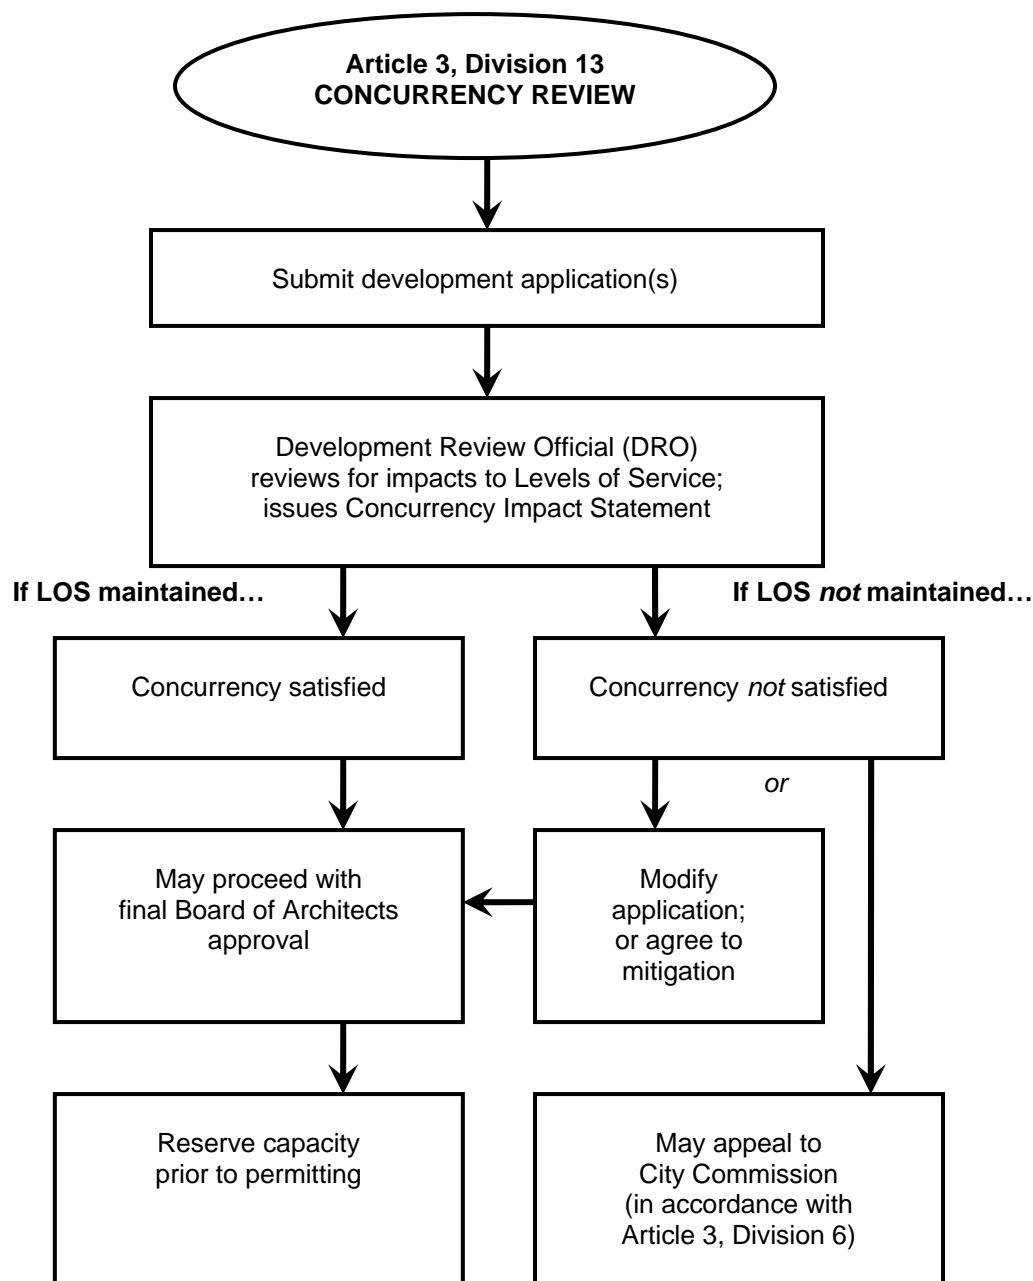 Article 3, Division 13
CONCURRENCY REVIEW
Submit development application(s)
Development Review Official (DRO)
reviews for impacts to Levels of Service;
issues Concurrency Impact Statement
If LOS maintained…
If LOS not maintained…
Concurrency satisfied
Concurrency not satisfied
or
May proceed with
final Board of Architects
approval
Modify
application;
or agree to
mitigation
Reserve capacity
prior to permitting
May appeal to
City Commission
(in accordance with
Article 3, Division 6)